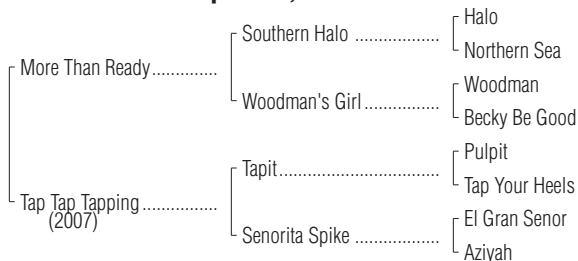 Halo
Southern Halo ...................
Northern Sea
More Than Ready..............
Woodman
Woodman's Girl .................
Becky Be Good
Pulpit
Tapit....................................
Tap Your Heels
Tap Tap Tapping ................
(2007)
El Gran Senor
Senorita Spike ...................
Aziyah